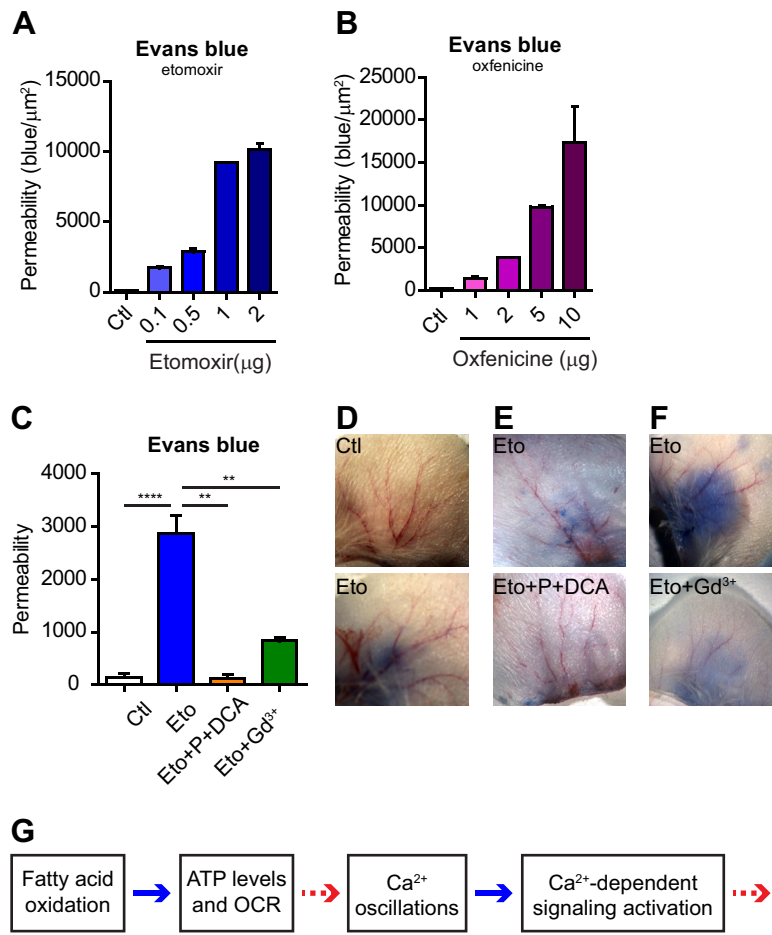 A
Evans blue
etomoxir
Permeability (blue/μm²)
15000
10000
5000
0
Ctl
0.1
0.5
1
2
Etomoxir(μg)
B
Evans blue
oxfenicine
Permeability (blue/μm²)
25000
20000
15000
10000
5000
0
Ctl
1
2
5
10
Oxfenicine (μg)
C
Evans blue
Permeability
4000
3000
2000
1000
0
****
**
**
Ctl
Eto
Eto+P+DCA
Eto+Gd³⁺
D
Ctl
Eto
E
Eto
Eto+P+DCA
F
Eto
Eto+Gd³⁺
G
Fatty acid
oxidation
ATP levels
and OCR
Ca²⁺
oscillations
Ca²⁺-dependent
signaling activation